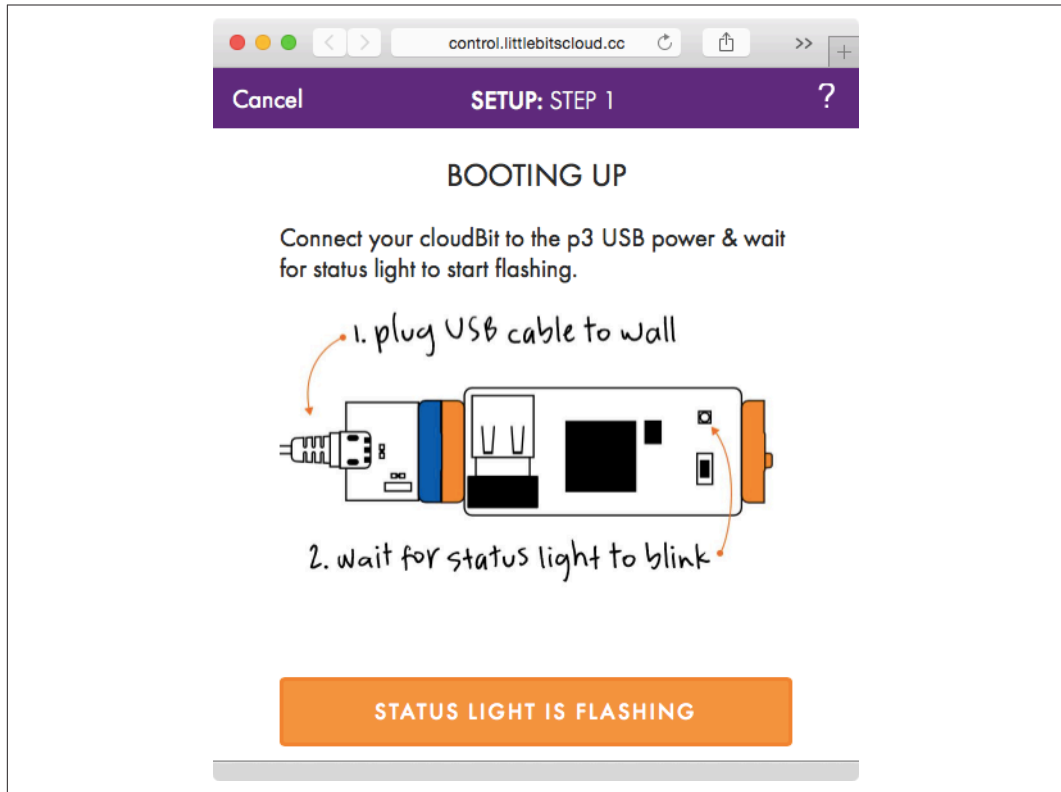 control.littlebitscloud.cc
>>
+
Cancel
SETUP: STEP 1
?
BOOTING UP
Connect your cloudBit to the p3 USB power & wait
for status light to start flashing.
1. plug USB cable to wall
2. wait for status light to blink
STATUS LIGHT IS FLASHING